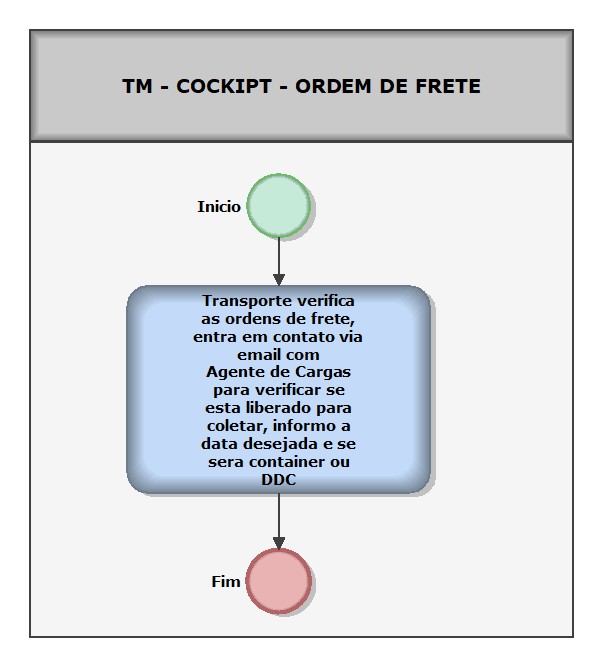 TM - COCKIPT - ORDEM DE FRETE
Inicio
Transporte verifica
as ordens de frete,
entra em contato via
email com
Agente de Cargas
para verificar se
esta liberado para
coletar, informo a
data desejada e se
sera container ou
DDC
Fim